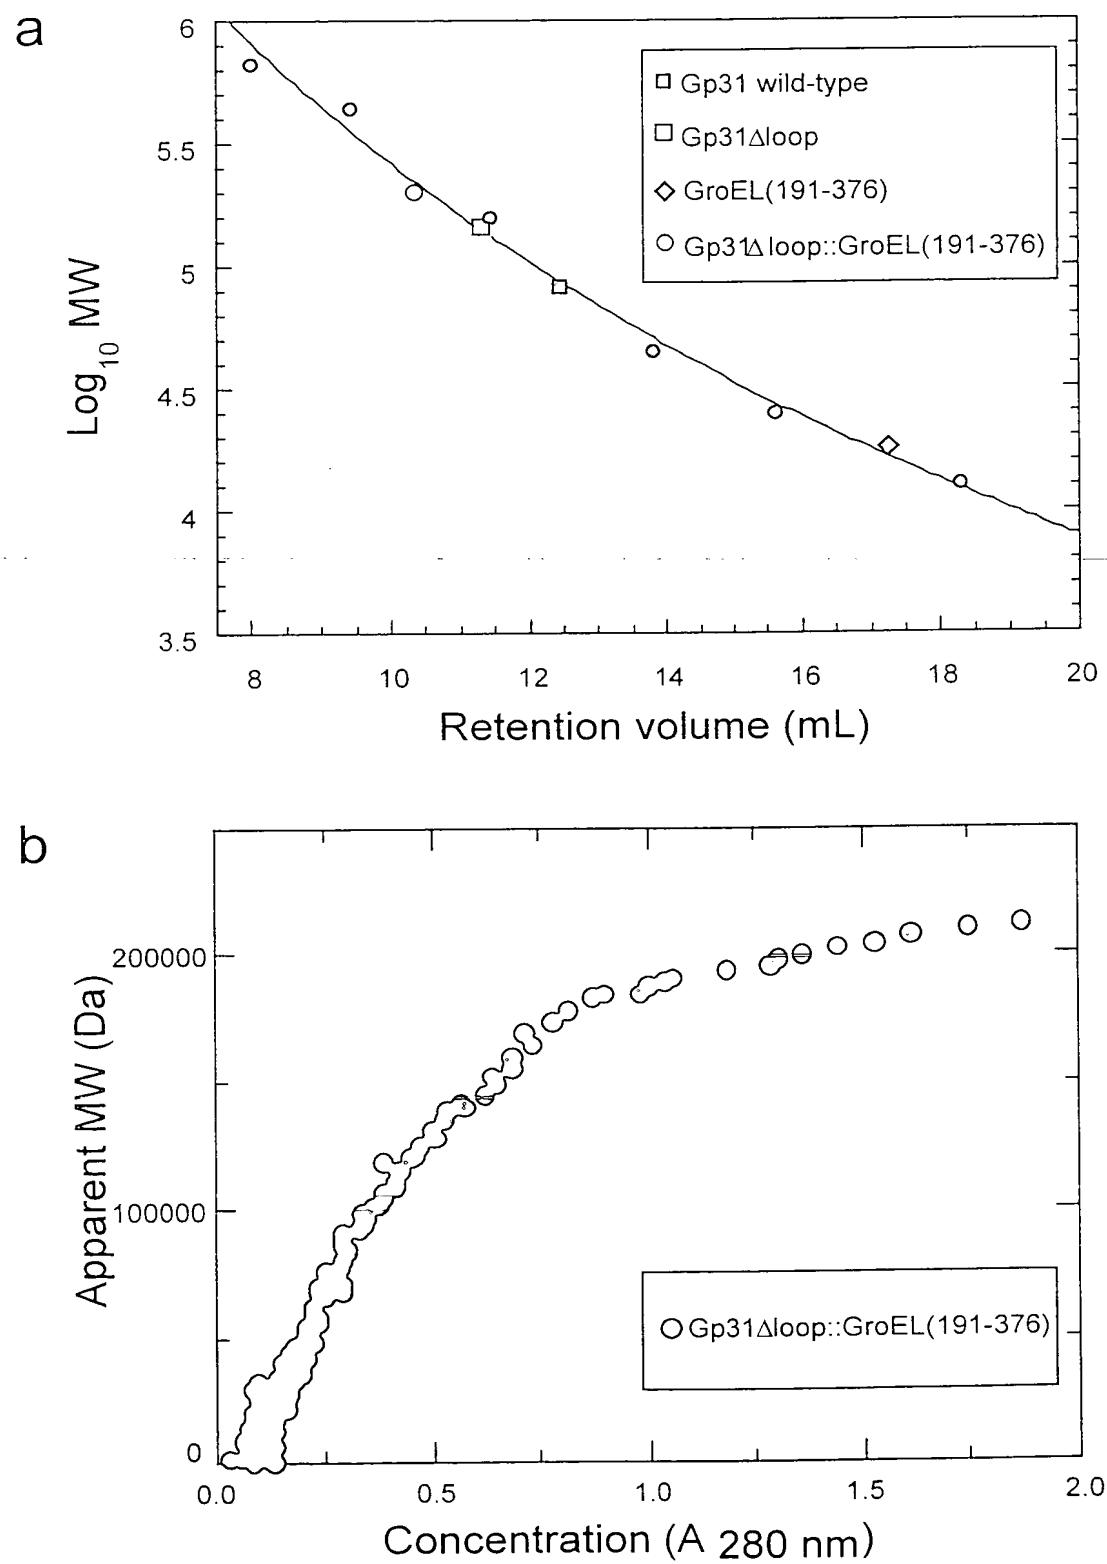 a
6
5.5
5
4.5
4
3.5
Log10 MW
Gp31 wild-type
Gp31Δloop
GroEL(191-376)
Gp31Δloop::GroEL(191-376)
8 10 12 14 16 18 20
Retention volume (mL)
b
200000
100000
0
Apparent MW (Da)
Gp31Δloop::GroEL(191-376)
0.0 0.5 1.0 1.5 2.0
Concentration (A 280 nm)